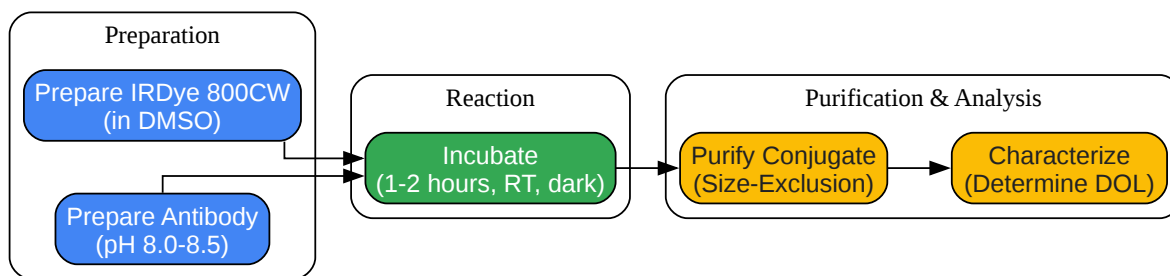 Preparation
Prepare IRDye 800CW
(in DMSO)
Prepare Antibody
(pH 8.0-8.5)
Reaction
Incubate
(1-2 hours, RT, dark)
Purification & Analysis
Purify Conjugate
(Size-Exclusion)
Characterize
(Determine DOL)